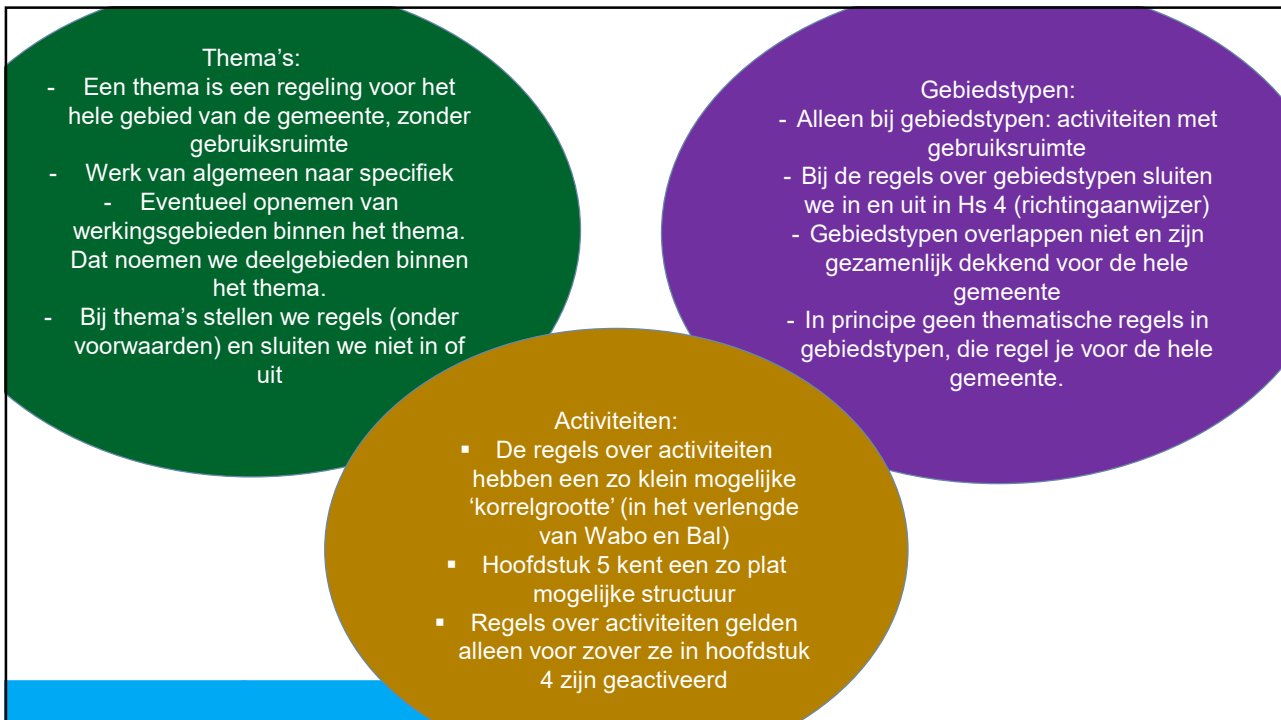 Thema’s:
- Een thema is een regeling voor het
hele gebied van de gemeente, zonder
gebruiksruimte
- Werk van algemeen naar specifiek
- Eventueel opnemen van
werkingsgebieden binnen het thema.
Dat noemen we deelgebieden binnen
het thema.
- Bij thema’s stellen we regels (onder
voorwaarden) en sluiten we niet in of
uit
Gebiedstypen:
- Alleen bij gebiedstypen: activiteiten met
gebruiksruimte
- Bij de regels over gebiedstypen sluiten
we in en uit in Hs 4 (richtingaanwijzer)
- Gebiedstypen overlappen niet en zijn
gezamenlijk dekkend voor de hele
gemeente
- In principe geen thematische regels in
gebiedstypen, die regel je voor de hele
gemeente.
Activiteiten:
▪ De regels over activiteiten
hebben een zo klein mogelijke
‘korrelgrootte’ (in het verlengde
van Wabo en Bal)
▪ Hoofdstuk 5 kent een zo plat
mogelijke structuur
▪ Regels over activiteiten gelden
alleen voor zover ze in hoofdstuk
4 zijn geactiveerd